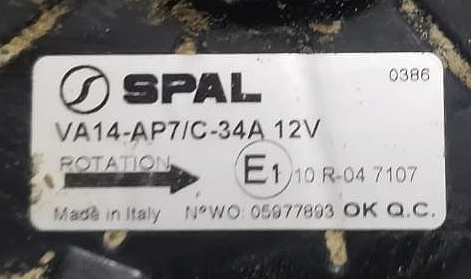 SPAL
0386
VA14-AP7/C-34A 12V
ROTATION
E1 10 R-04 7107
Made in Italy N°WO: 05977893 OK Q.C.